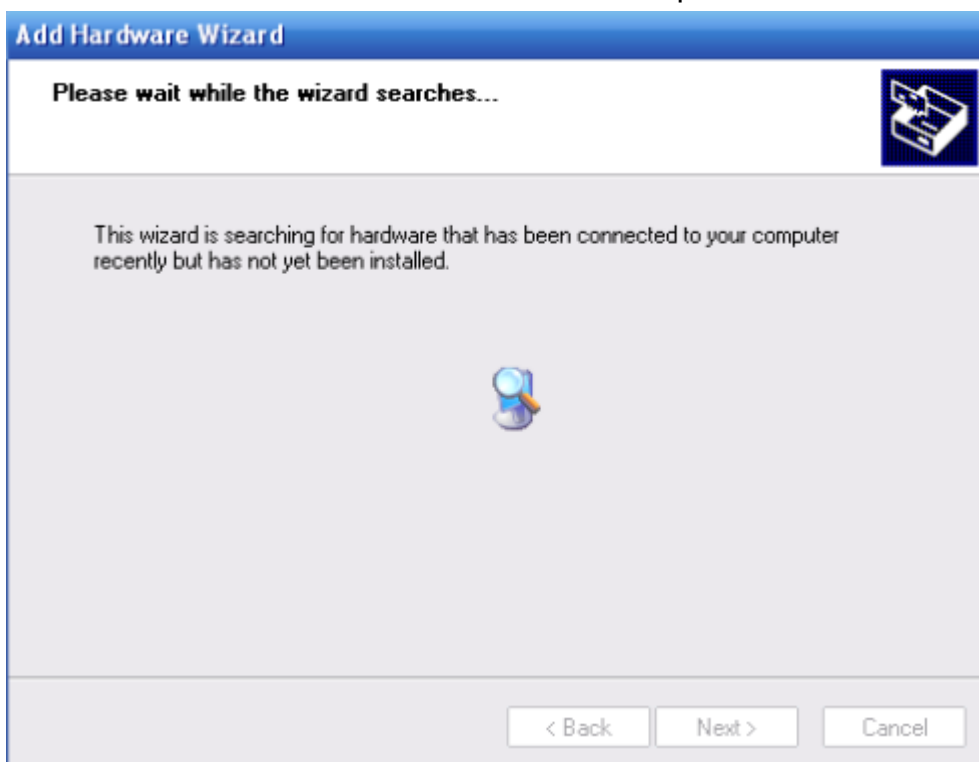 Add Hardware Wizard
Please wait while the wizard searches...
This wizard is searching for hardware that has been connected to your computer
recently but has not yet been installed.
< Back
Next >
Cancel